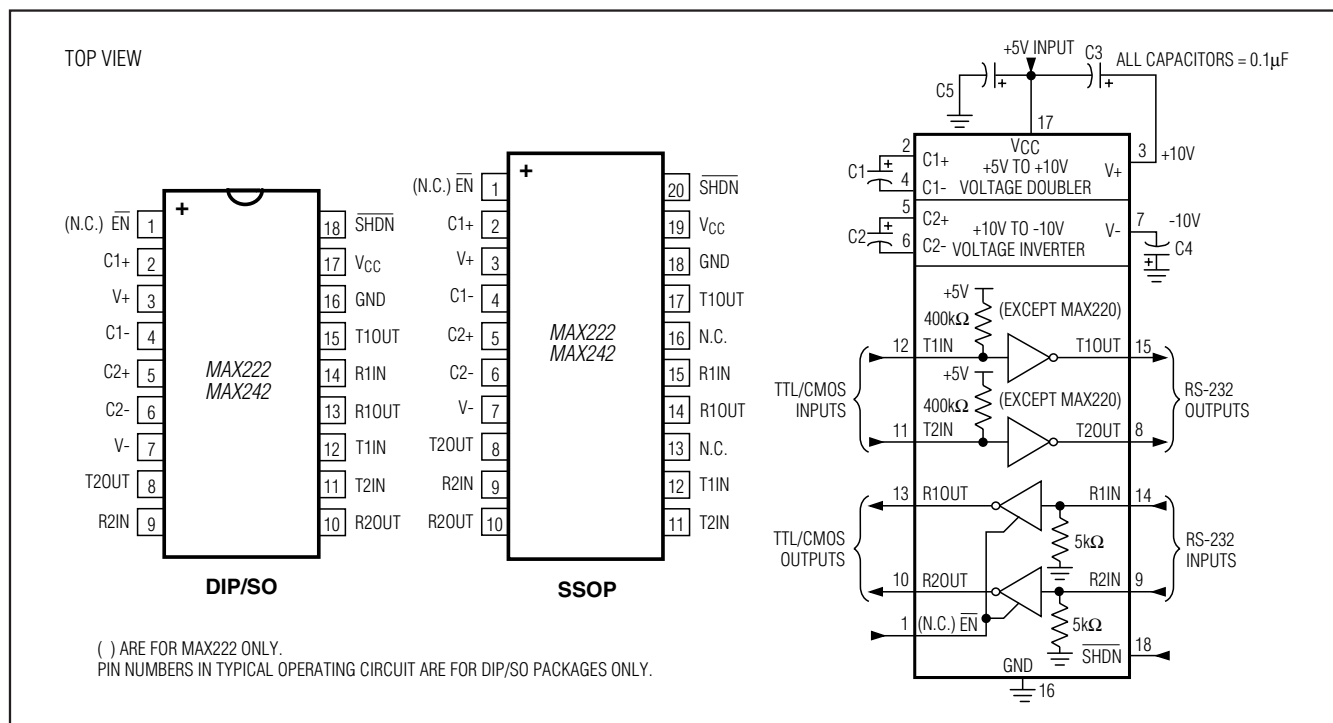 TOP VIEW
+
(N.C.) E̅N̅ 1
C1+ 2
V+ 3
C1- 4
C2+ 5
C2- 6
V- 7
T2OUT 8
R2IN 9
18 S̅H̅D̅N̅
17 VCC
16 GND
15 T1OUT
14 R1IN
13 R1OUT
12 T1IN
11 T2IN
10 R2OUT
MAX222
MAX242
DIP/SO
+
(N.C.) E̅N̅ 1
C1+ 2
V+ 3
C1- 4
C2+ 5
C2- 6
V- 7
T2OUT 8
R2IN 9
R2OUT 10
20 S̅H̅D̅N̅
19 VCC
18 GND
17 T1OUT
16 N.C.
15 R1IN
14 R1OUT
13 N.C.
12 T1IN
11 T2IN
MAX222
MAX242
SSOP
( ) ARE FOR MAX222 ONLY.
PIN NUMBERS IN TYPICAL OPERATING CIRCUIT ARE FOR DIP/SO PACKAGES ONLY.
+5V INPUT C3 ALL CAPACITORS = 0.1μF
C5 + +
17
VCC
2 C1+ +5V TO +10V V+ 3 +10V
C1 + 4 C1- VOLTAGE DOUBLER
5 C2+ +10V TO -10V V- 7 -10V
C2 + 6 C2- VOLTAGE INVERTER C4 +
+5V
400kΩ (EXCEPT MAX220)
12 T1IN T1OUT 15
TTL/CMOS INPUTS
+5V
400kΩ (EXCEPT MAX220)
RS-232 OUTPUTS
11 T2IN T2OUT 8
13 R1OUT R1IN 14
TTL/CMOS OUTPUTS
5kΩ
RS-232 INPUTS
10 R2OUT R2IN 9
1 (N.C.) E̅N̅
5kΩ
S̅H̅D̅N̅ 18
GND
16